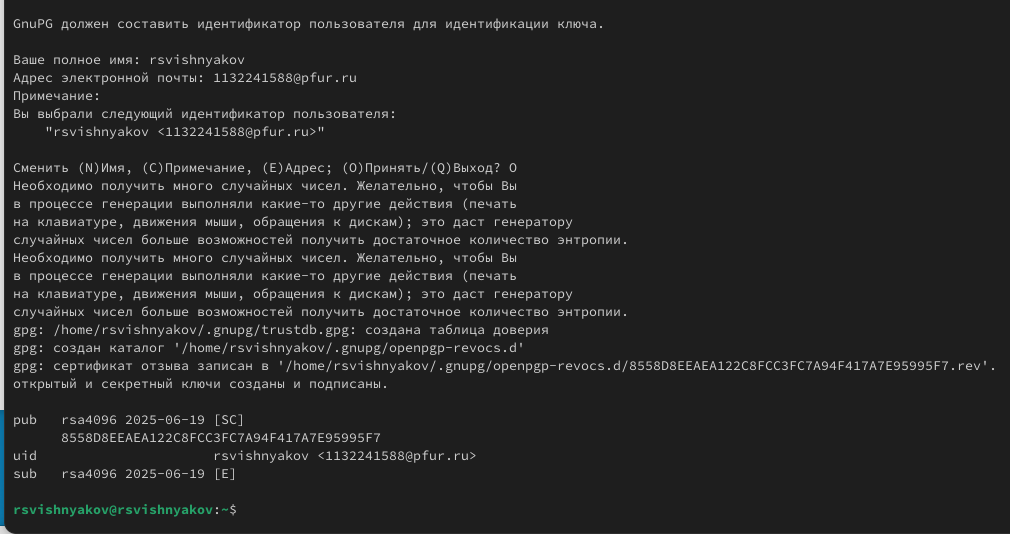 GnuPG должен составить идентификатор пользователя для идентификации ключа.
Ваше полное имя: rsvishnyakov
Адрес электронной почты: 1132241588@pfur.ru
Примечание:
Вы выбрали следующий идентификатор пользователя:
"rsvishnyakov <1132241588@pfur.ru>"
Сменить (N)Имя, (C)Примечание, (E)Адрес; (O)Принять/(Q)Выход? O
Необходимо получить много случайных чисел. Желательно, чтобы Вы
в процессе генерации выполняли какие-то другие действия (печать
на клавиатуре, движения мыши, обращения к дискам); это даст генератору
случайных чисел больше возможностей получить достаточное количество энтропии.
Необходимо получить много случайных чисел. Желательно, чтобы Вы
в процессе генерации выполняли какие-то другие действия (печать
на клавиатуре, движения мыши, обращения к дискам); это даст генератору
случайных чисел больше возможностей получить достаточное количество энтропии.
gpg: /home/rsvishnyakov/.gnupg/trustdb.gpg: создана таблица доверия
gpg: создан каталог '/home/rsvishnyakov/.gnupg/openpgp-revocs.d'
gpg: сертификат отзыва записан в '/home/rsvishnyakov/.gnupg/openpgp-revocs.d/8558D8EEAEA122C8FCC3FC7A94F417A7E95995F7.rev'.
открытый и секретный ключи созданы и подписаны.
pub   rsa4096 2025-06-19 [SC]
8558D8EEAEA122C8FCC3FC7A94F417A7E95995F7
uid                      rsvishnyakov <1132241588@pfur.ru>
sub   rsa4096 2025-06-19 [E]
rsvishnyakov@rsvishnyakov:~$